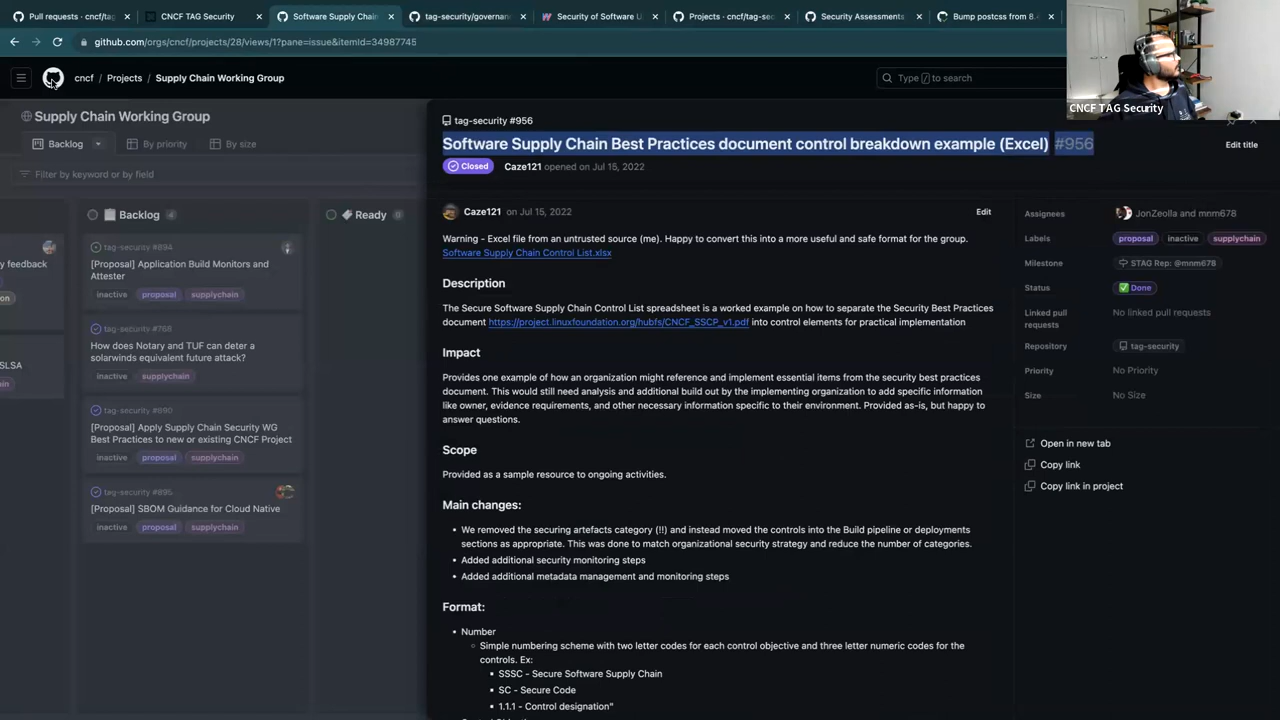 Pull requests · cncf/tag-
CNCF TAG Security
Software Supply Chain
tag-security/governan
Security of Software
Projects · cncf/tag-sec
Security Assessments
Bump postcss from 8.
github.com/orgs/cncf/projects/28/views/1?pane=issue&itemId=34987745
cncf / Projects / Supply Chain Working Group
Type / to search
CNCF TAG Security
Supply Chain Working Group
Backlog
By priority
By size
Filter by keyword or by field
y feedback
SLSA
Backlog 4
Ready 0
tag-security #894
[Proposal] Application Build Monitors and
Attester
inactive proposal supplychain
tag-security #768
How does Notary and TUF can deter a
solarwinds equivalent future attack?
inactive supplychain
tag-security #890
[Proposal] Apply Supply Chain Security WG
Best Practices to new or existing CNCF Project
inactive proposal supplychain
tag-security #895
[Proposal] SBOM Guidance for Cloud Native
inactive proposal supplychain
tag-security #956
Software Supply Chain Best Practices document control breakdown example (Excel) #956
Edit title
Closed
Caze121 opened on Jul 15, 2022
Caze121 on Jul 15, 2022
Edit
Warning - Excel file from an untrusted source (me). Happy to convert this into a more useful and safe format for the group.
Software Supply Chain Control List.xlsx
Description
The Secure Software Supply Chain Control List spreadsheet is a worked example on how to separate the Security Best Practices
document https://project.linuxfoundation.org/hubfs/CNCF_SSCP_v1.pdf into control elements for practical implementation
Impact
Provides one example of how an organization might reference and implement essential items from the security best practices
document. This would still need analysis and additional build out by the implementing organization to add specific information
like owner, evidence requirements, and other necessary information specific to their environment. Provided as-is, but happy to
answer questions.
Scope
Provided as a sample resource to ongoing activities.
Main changes:
We removed the securing artefacts category (!!) and instead moved the controls into the Build pipeline or deployments
sections as appropriate. This was done to match organizational security strategy and reduce the number of categories.
Added additional security monitoring steps
Added additional metadata management and monitoring steps
Format:
Number
Simple numbering scheme with two letter codes for each control objective and three letter numeric codes for the
controls. Ex:
SSSC - Secure Software Supply Chain
SC - Secure Code
1.1.1 - Control designation"
Assignees JonZeolla and mnm678
Labels proposal inactive supplychain
Milestone STAG Rep: @mnm678
Status Done
Linked pull
requests No linked pull requests
Repository tag-security
Priority No Priority
Size No Size
Open in new tab
Copy link
Copy link in project